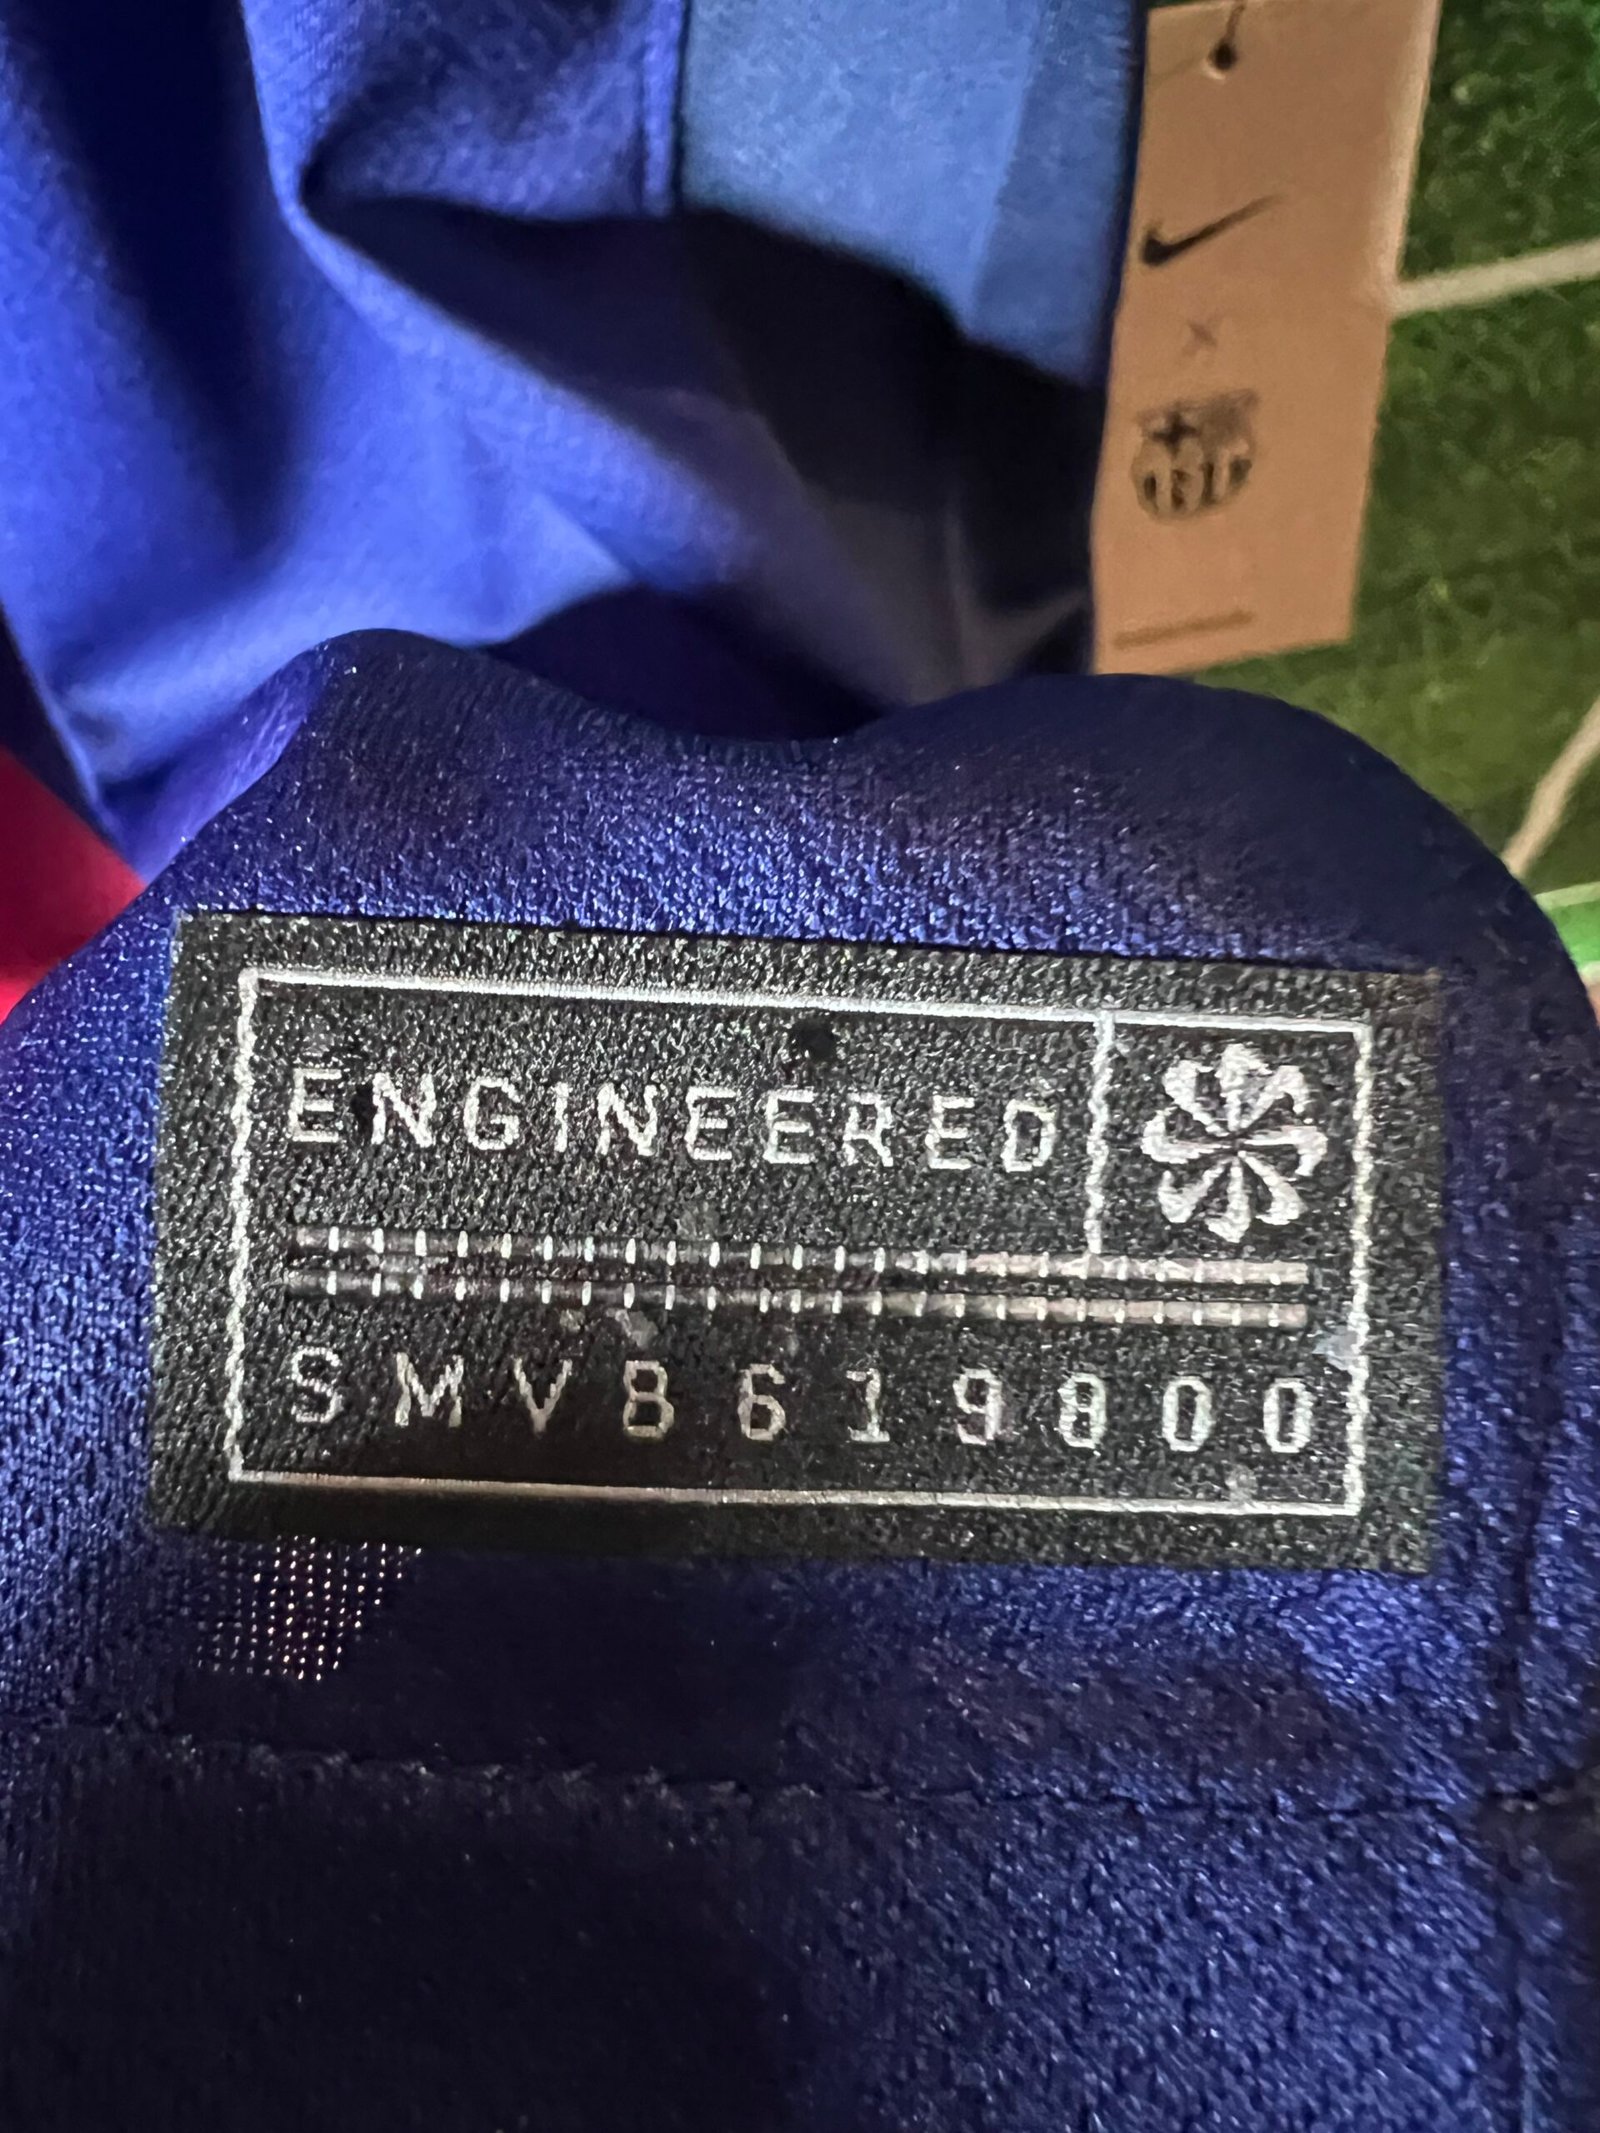 X
ENGINEERED
SMV8619800